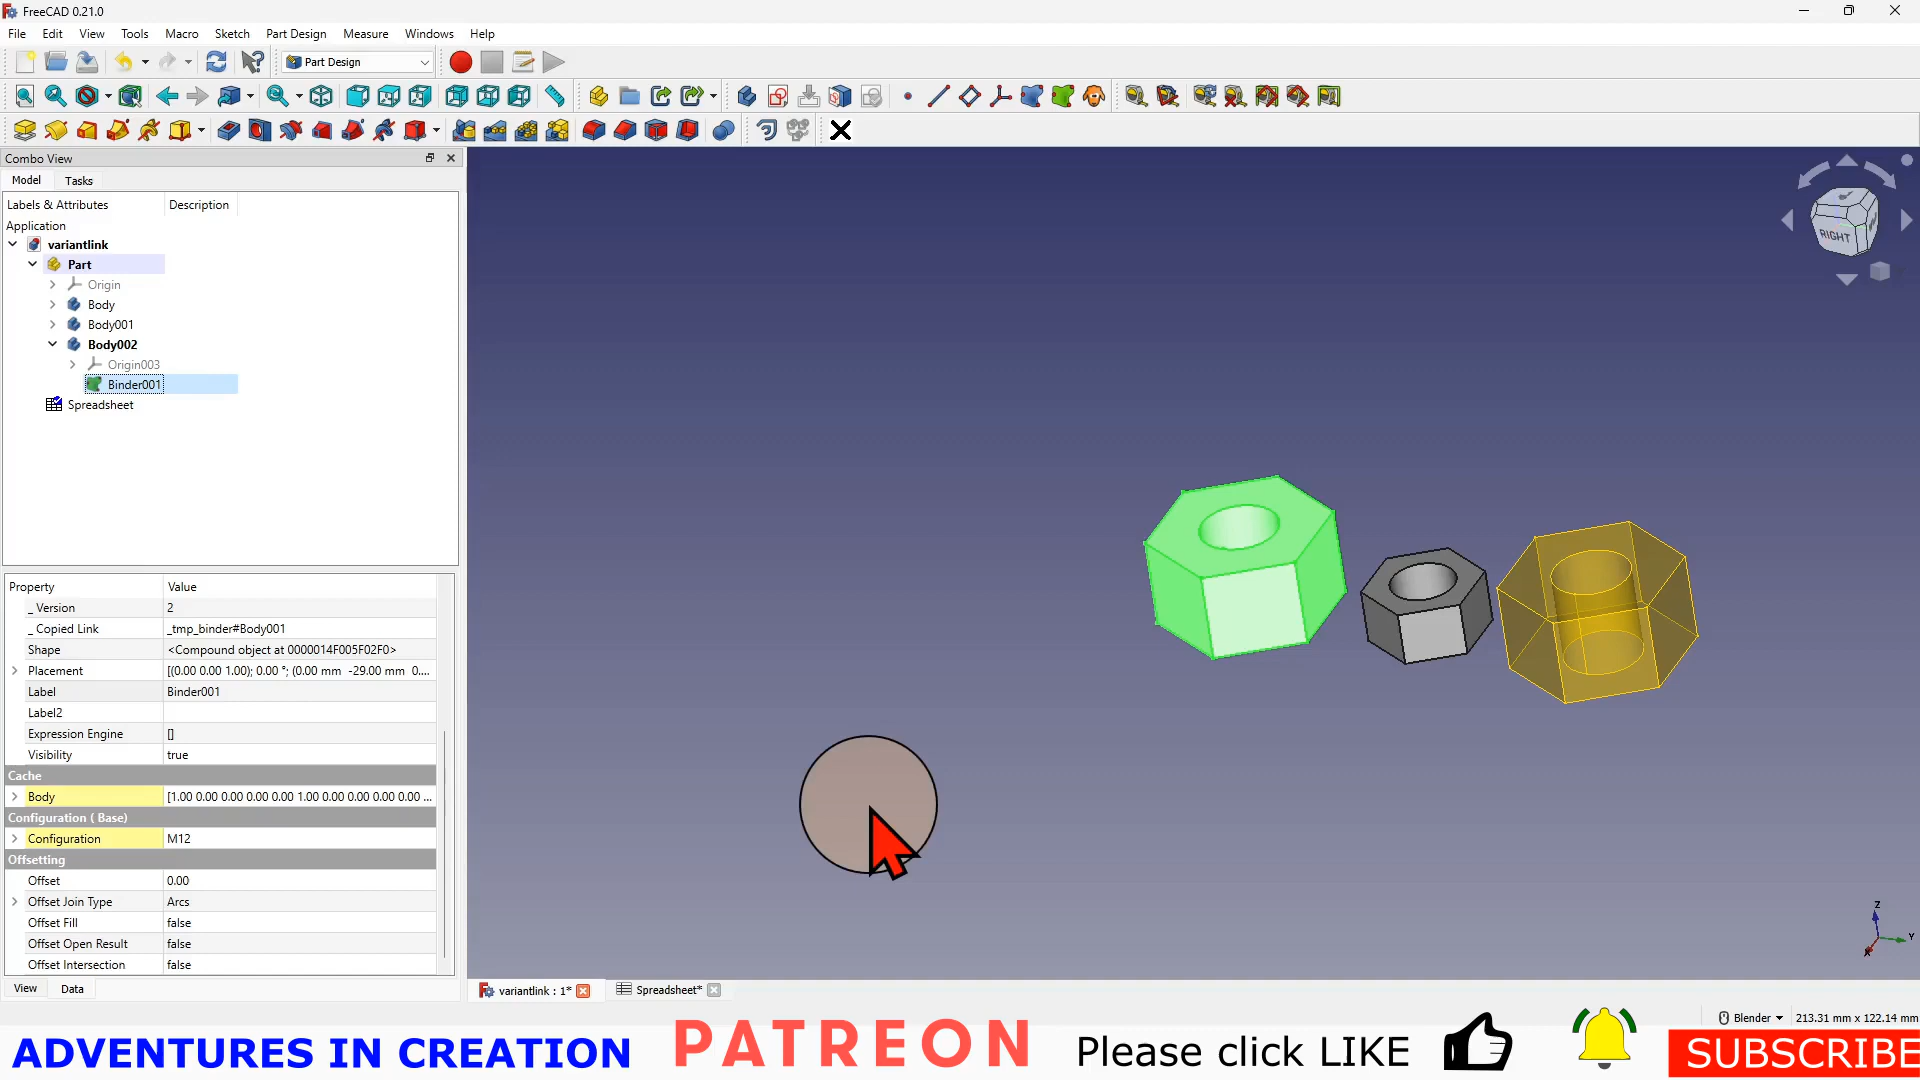 FreeCAD 0.21.0
File Edit View Tools Macro Sketch Part Design Measure Windows Help
Part Design
Combo View
Model Tasks
Labels & Attributes Description
Application
variantlink
Part
Origin
Body
Body001
Body002
Origin003
Binder001
Spreadsheet
RIGHT
Property Value
_ Version 2
_ Copied Link _tmp_binder#Body001
Shape <Compound object at 0000014F005F02F0>
Placement [(0.00 0.00 1.00); 0.00 °; (0.00 mm -29.00 mm 0....
Label Binder001
Label2
Expression Engine []
Visibility true
Cache
Body [1.00 0.00 0.00 0.00 0.00 1.00 0.00 0.00 0.00 0.00 ...
Configuration ( Base)
Configuration M12
Offsetting
Offset 0.00
Offset Join Type Arcs
Offset Fill false
Offset Open Result false
Offset Intersection false
View Data
variantlink : 1* Spreadsheet*
Z
Y
X
Blender 213.31 mm x 122.14 mm
ADVENTURES IN CREATION PATREON Please click LIKE SUBSCRIBE